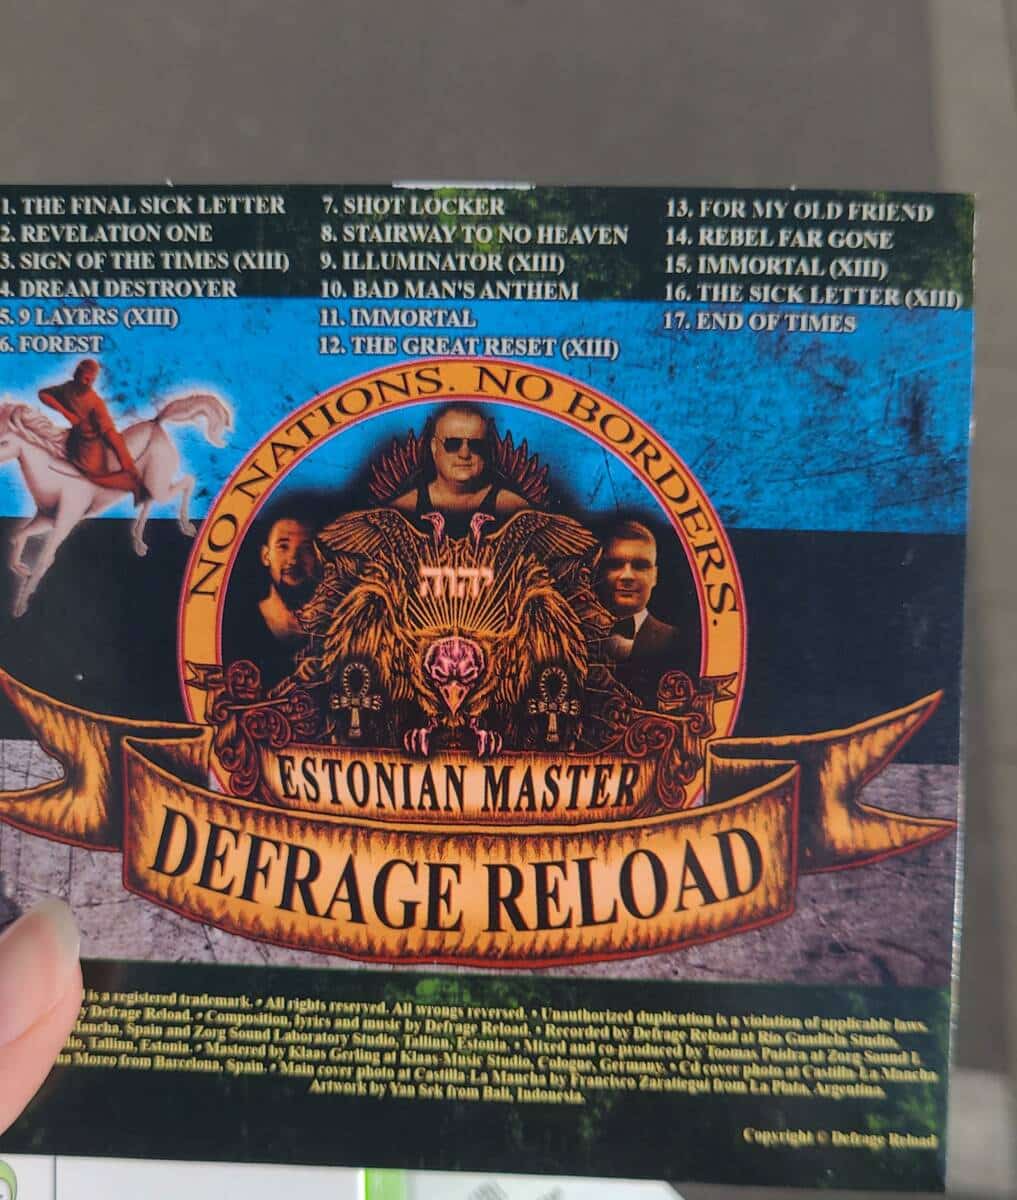 1. THE FINAL SICK LETTER
2. REVELATION ONE
3. SIGN OF THE TIMES (XIII)
4. DREAM DESTROYER
5. 9 LAYERS (XIII)
6. FOREST
7. SHOT LOCKER
8. STAIRWAY TO NO HEAVEN
9. ILLUMINATOR (XIII)
10. BAD MAN'S ANTHEM
11. IMMORTAL
12. THE GREAT RESET (XIII)
13. FOR MY OLD FRIEND
14. REBEL FAR GONE
15. IMMORTAL (XIII)
16. THE SICK LETTER (XIII)
17. END OF TIMES
NO NATIONS. NO BORDERS.
יהוה
ESTONIAN MASTER
DEFRAGE RELOAD
is a registered trademark. • All rights reserved. All wrongs reversed. • Unauthorized duplication is a violation of applicable laws.
by Defrage Reload. • Composition, lyrics and music by Defrage Reload. • Recorded by Defrage Reload at Rio Studio,
Mancha, Spain and Zorg Sound Laboratory Studio, Tallinn, Estonia. • Mixed and co-produced by Toomas at Zorg Sound
Tallinn, Estonia. • Mastered by Klaus Gerling at Klaus Music Studio, Cologne, Germany. • Cd cover photo at Castilla La Mancha
from Barcelona, Spain. • Main cover photo at Castilla La Mancha by Francisco from La Plata, Argentina.
Artwork by Yan Sek from Bali, Indonesia.
Copyright © Defrage Reload